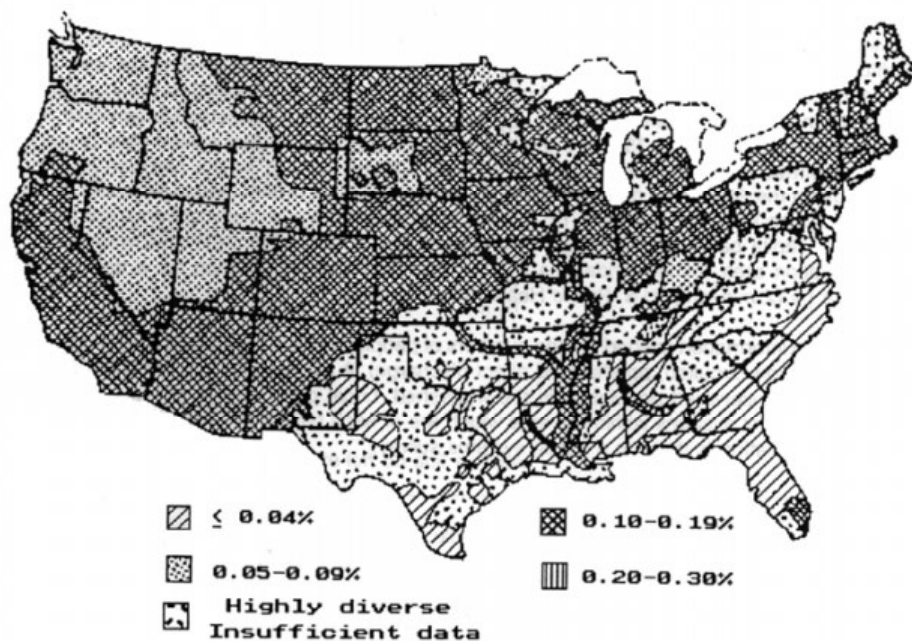 ≤ 0.04%
0.10-0.19%
0.05-0.09%
0.20-0.30%
Highly diverse
Insufficient data